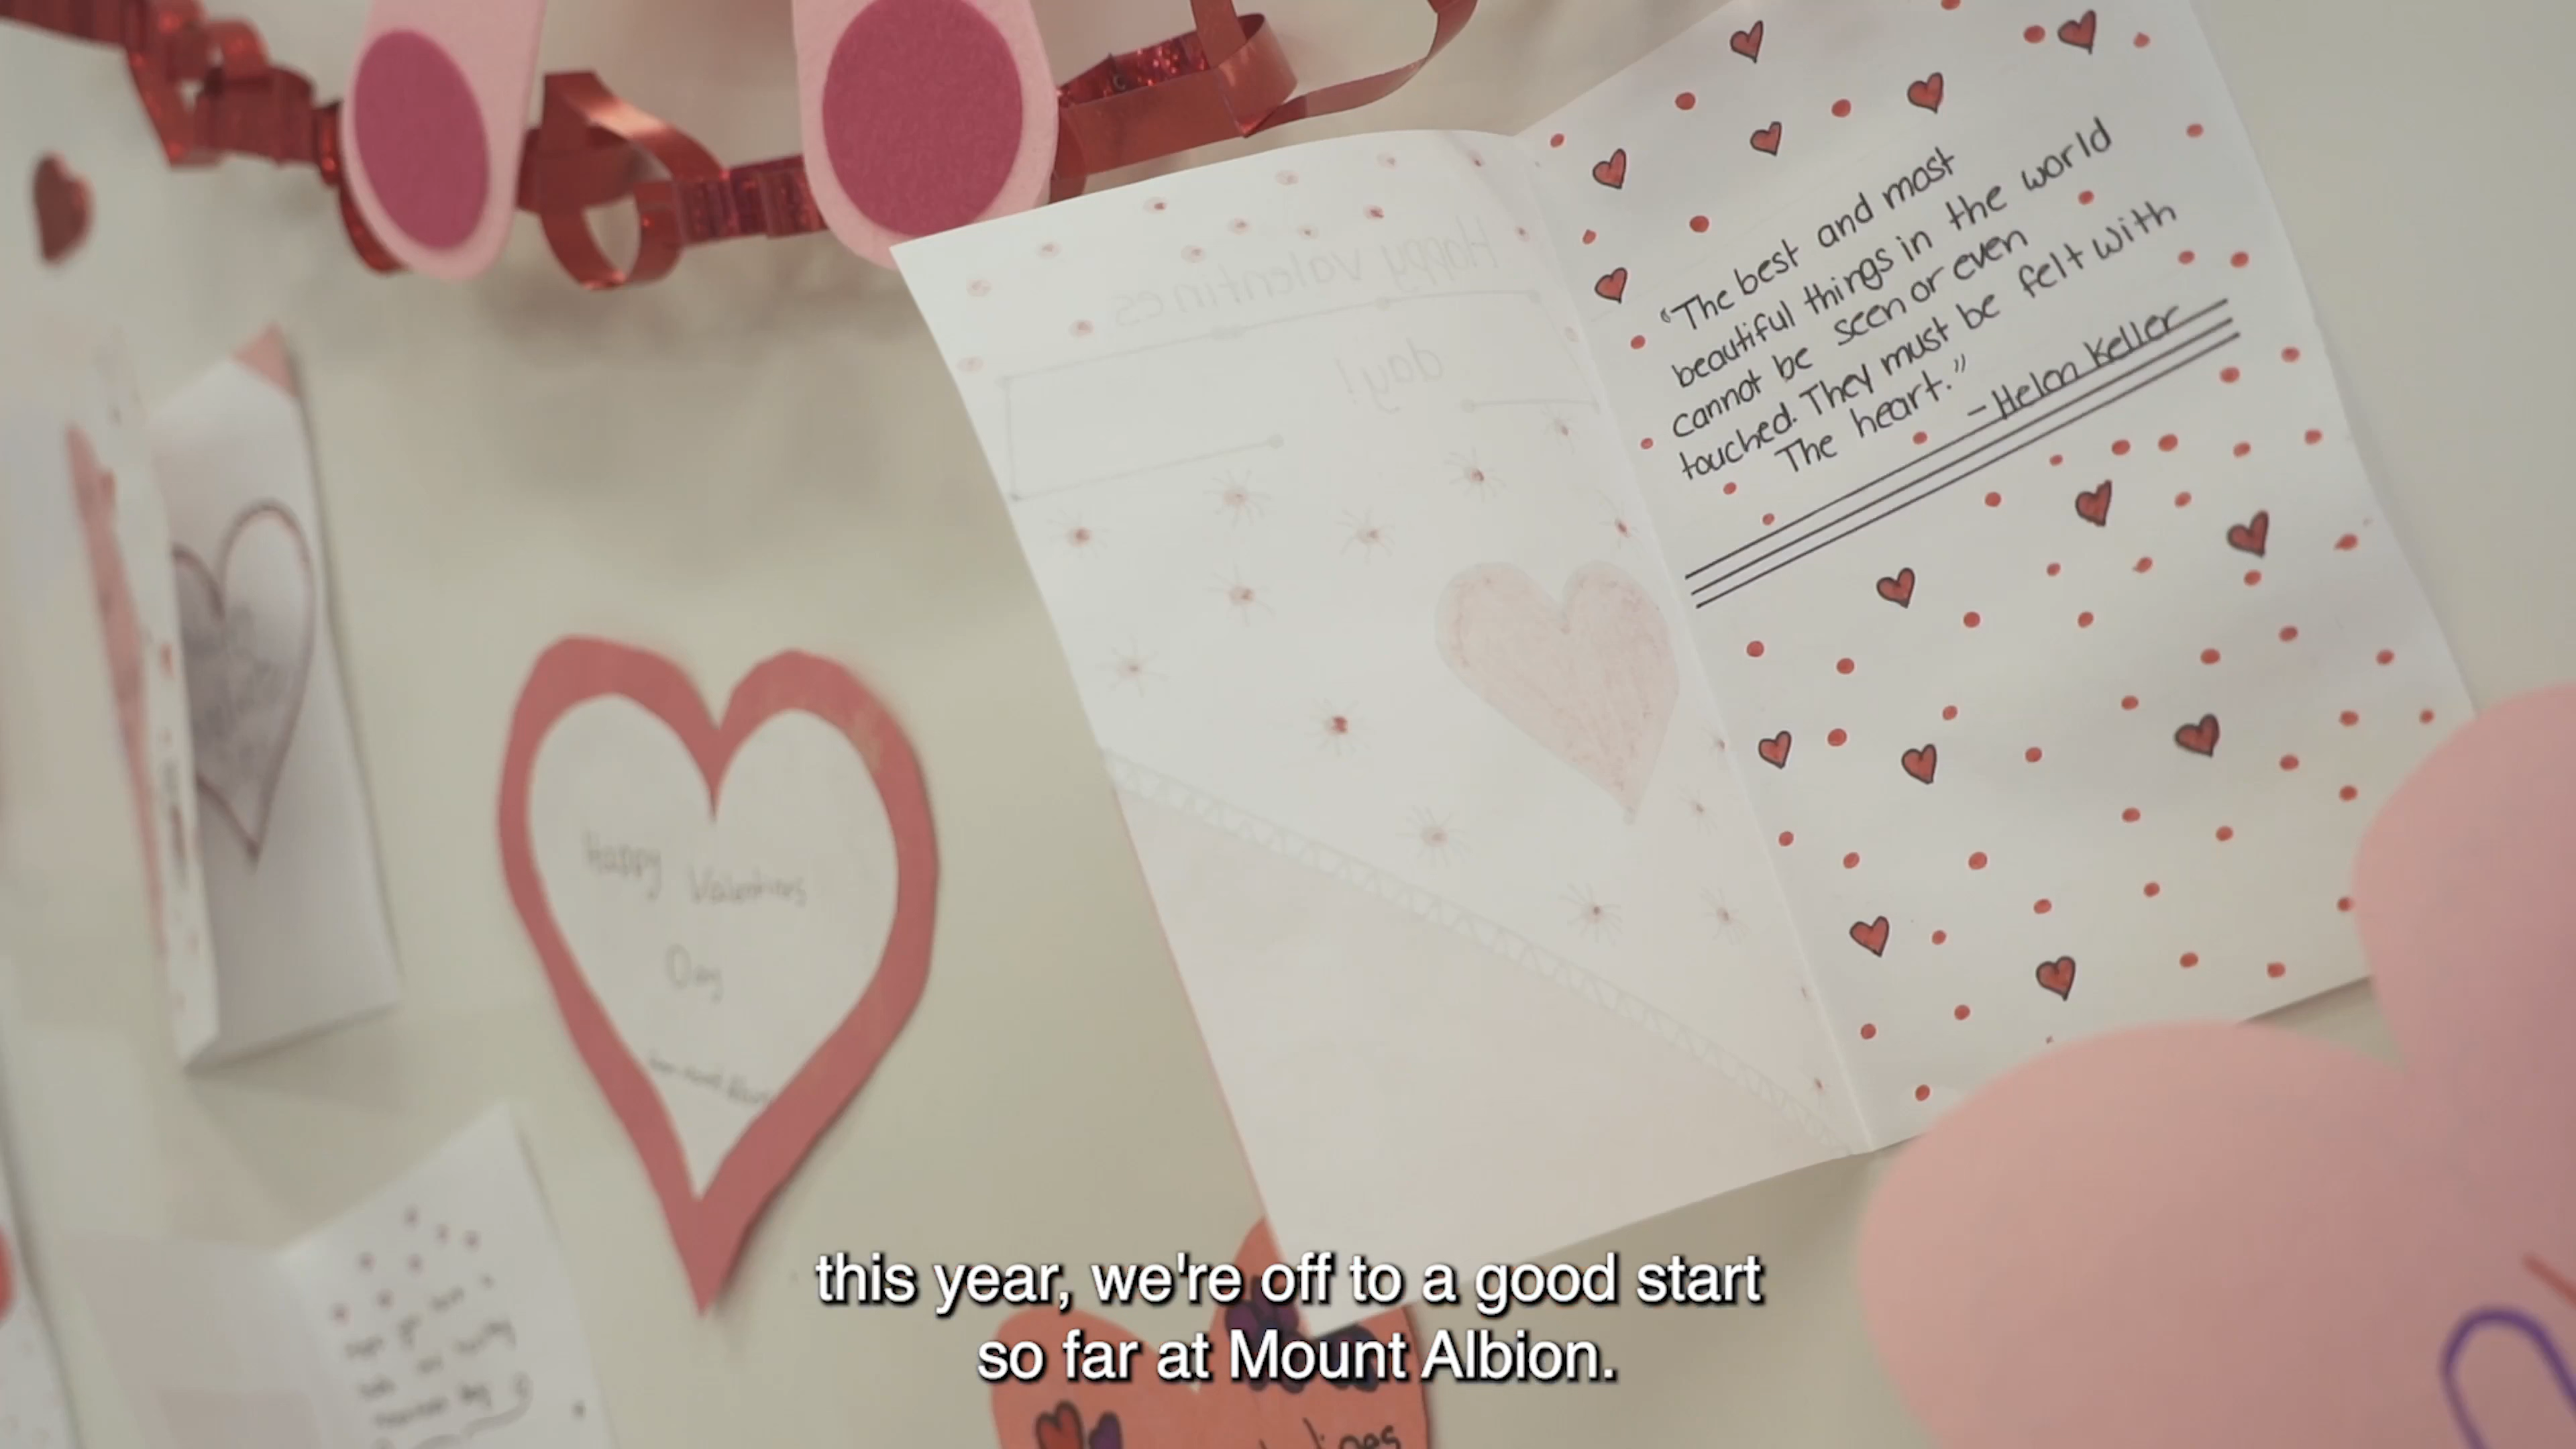 "The best and most
beautiful things in the world
cannot be seen or even
touched. They must be felt with
The heart."
- Helen Keller
Happy Valentines
day!
Happy Valentines
Day
this year, we're off to a good start
so far at Mount Albion.